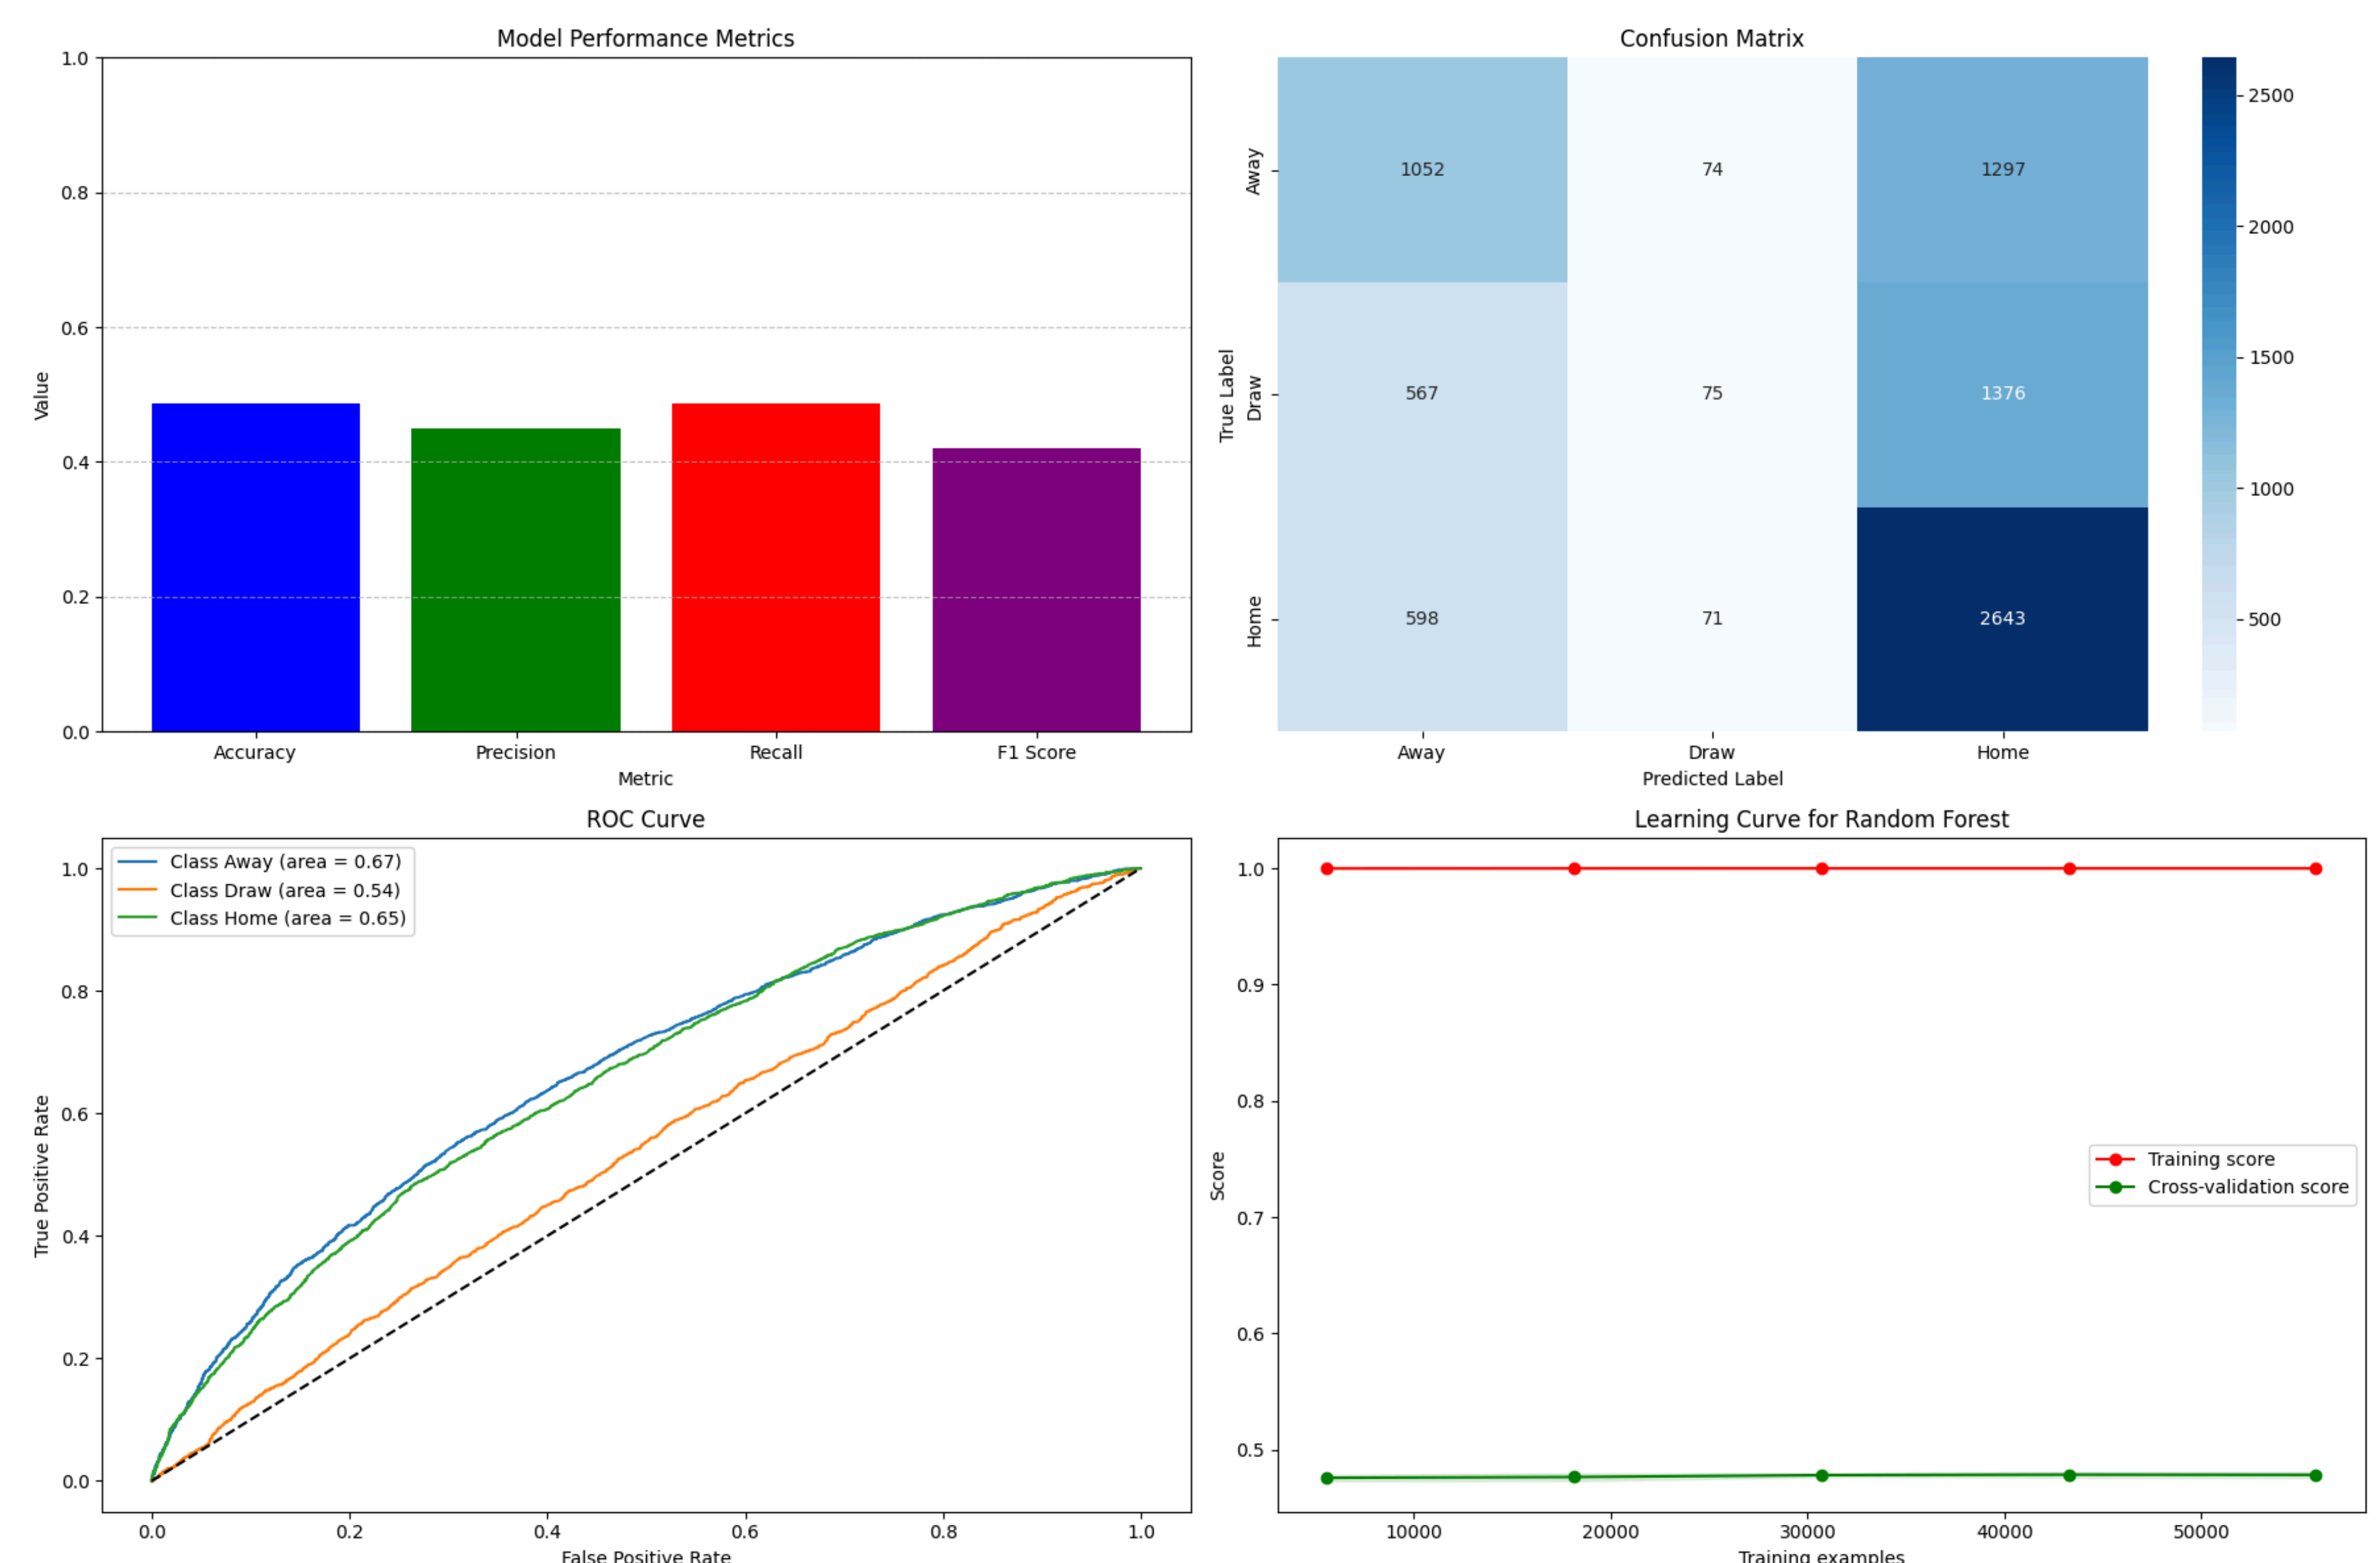 Model Performance Metrics
1.0
0.8
0.6
0.4
0.2
0.0
Value
Accuracy Precision Recall F1 Score
Metric
Confusion Matrix
True Label
Away 1052 74 1297
Draw 567 75 1376
Home 598 71 2643
Away Draw Home
Predicted Label
2500
2000
1500
1000
500
ROC Curve
Class Away (area = 0.67)
Class Draw (area = 0.54)
Class Home (area = 0.65)
1.0
0.8
0.6
0.4
0.2
0.0
True Positive Rate
0.0 0.2 0.4 0.6 0.8 1.0
False Positive Rate
Learning Curve for Random Forest
1.0
0.9
0.8
0.7
0.6
0.5
Score
Training score
Cross-validation score
10000 20000 30000 40000 50000
Training examples